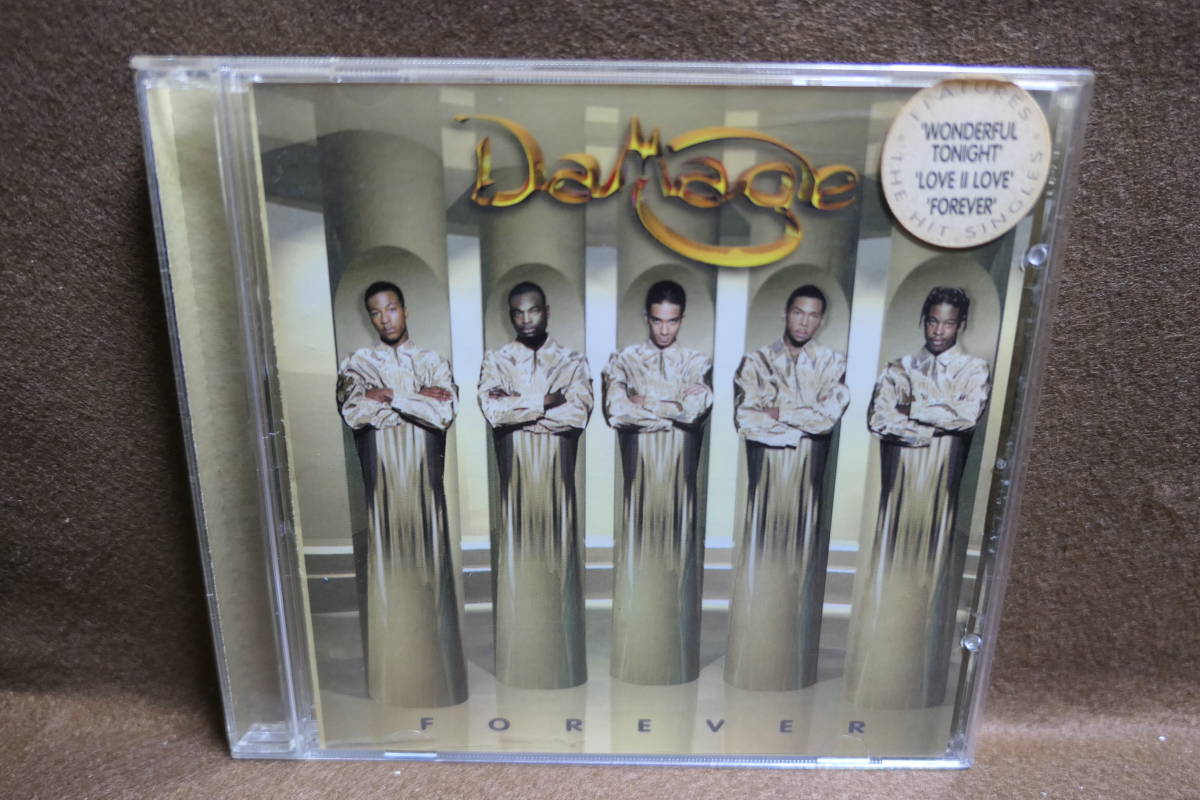 DaMage
FEATURES
'WONDERFUL
TONIGHT'
'LOVE II LOVE'
'FOREVER'
THE HIT SINGLES
FOREVER